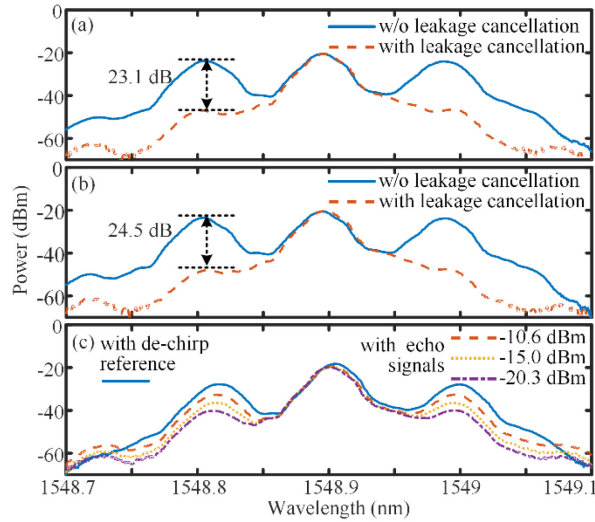 0
(a)
w/o leakage cancellation
with leakage cancellation
-20
23.1 dB
-40
-60
0
(b)
w/o leakage cancellation
with leakage cancellation
-20
24.5 dB
-40
-60
Power (dBm)
0
(c)
with de-chirp
reference
with echo
signals
-10.6 dBm
-15.0 dBm
-20.3 dBm
-20
-40
-60
1548.7 1548.8 1548.9 1549 1549.1
Wavelength (nm)